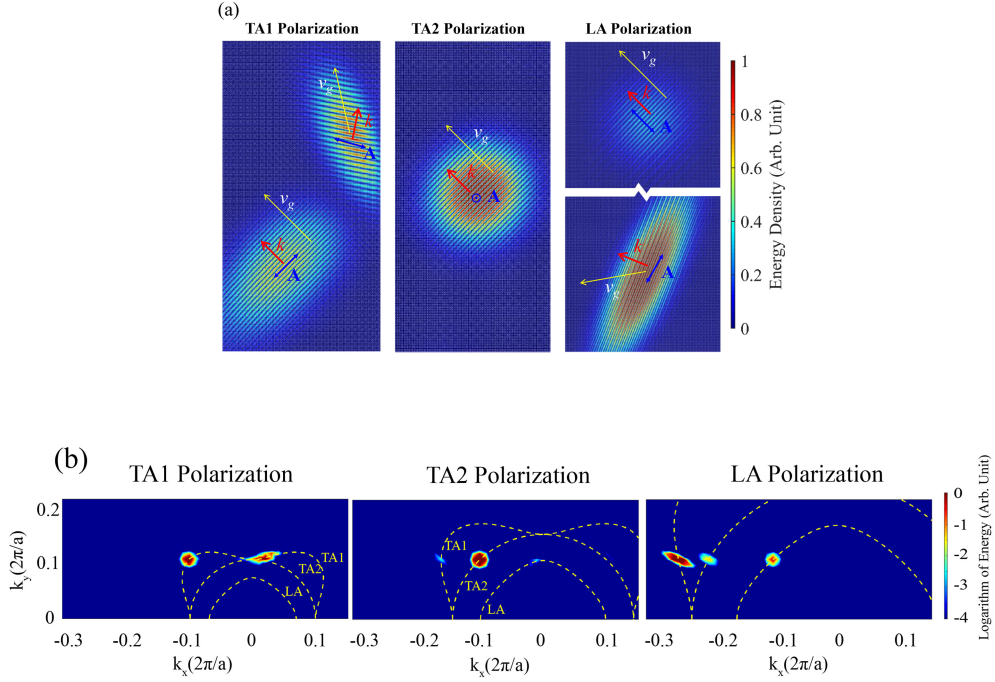 (a)
TA1 Polarization
TA2 Polarization
LA Polarization
v_g
k
A
v_g
k
A
v_g
k
A
v_g
k
A
v_g
k
A
1
0.8
0.6
0.4
0.2
0
Energy Density (Arb. Unit)
(b)
TA1 Polarization
TA2 Polarization
LA Polarization
0.2
0.1
0
k_y(2π/a)
TA1
TA2
LA
TA1
TA2
LA
-0.3
-0.2
-0.1
0
0.1
-0.3
-0.2
-0.1
0
0.1
-0.3
-0.2
-0.1
0
0.1
k_x(2π/a)
k_x(2π/a)
k_x(2π/a)
0
-1
-2
-3
-4
Logarithm of Energy (Arb. Unit)